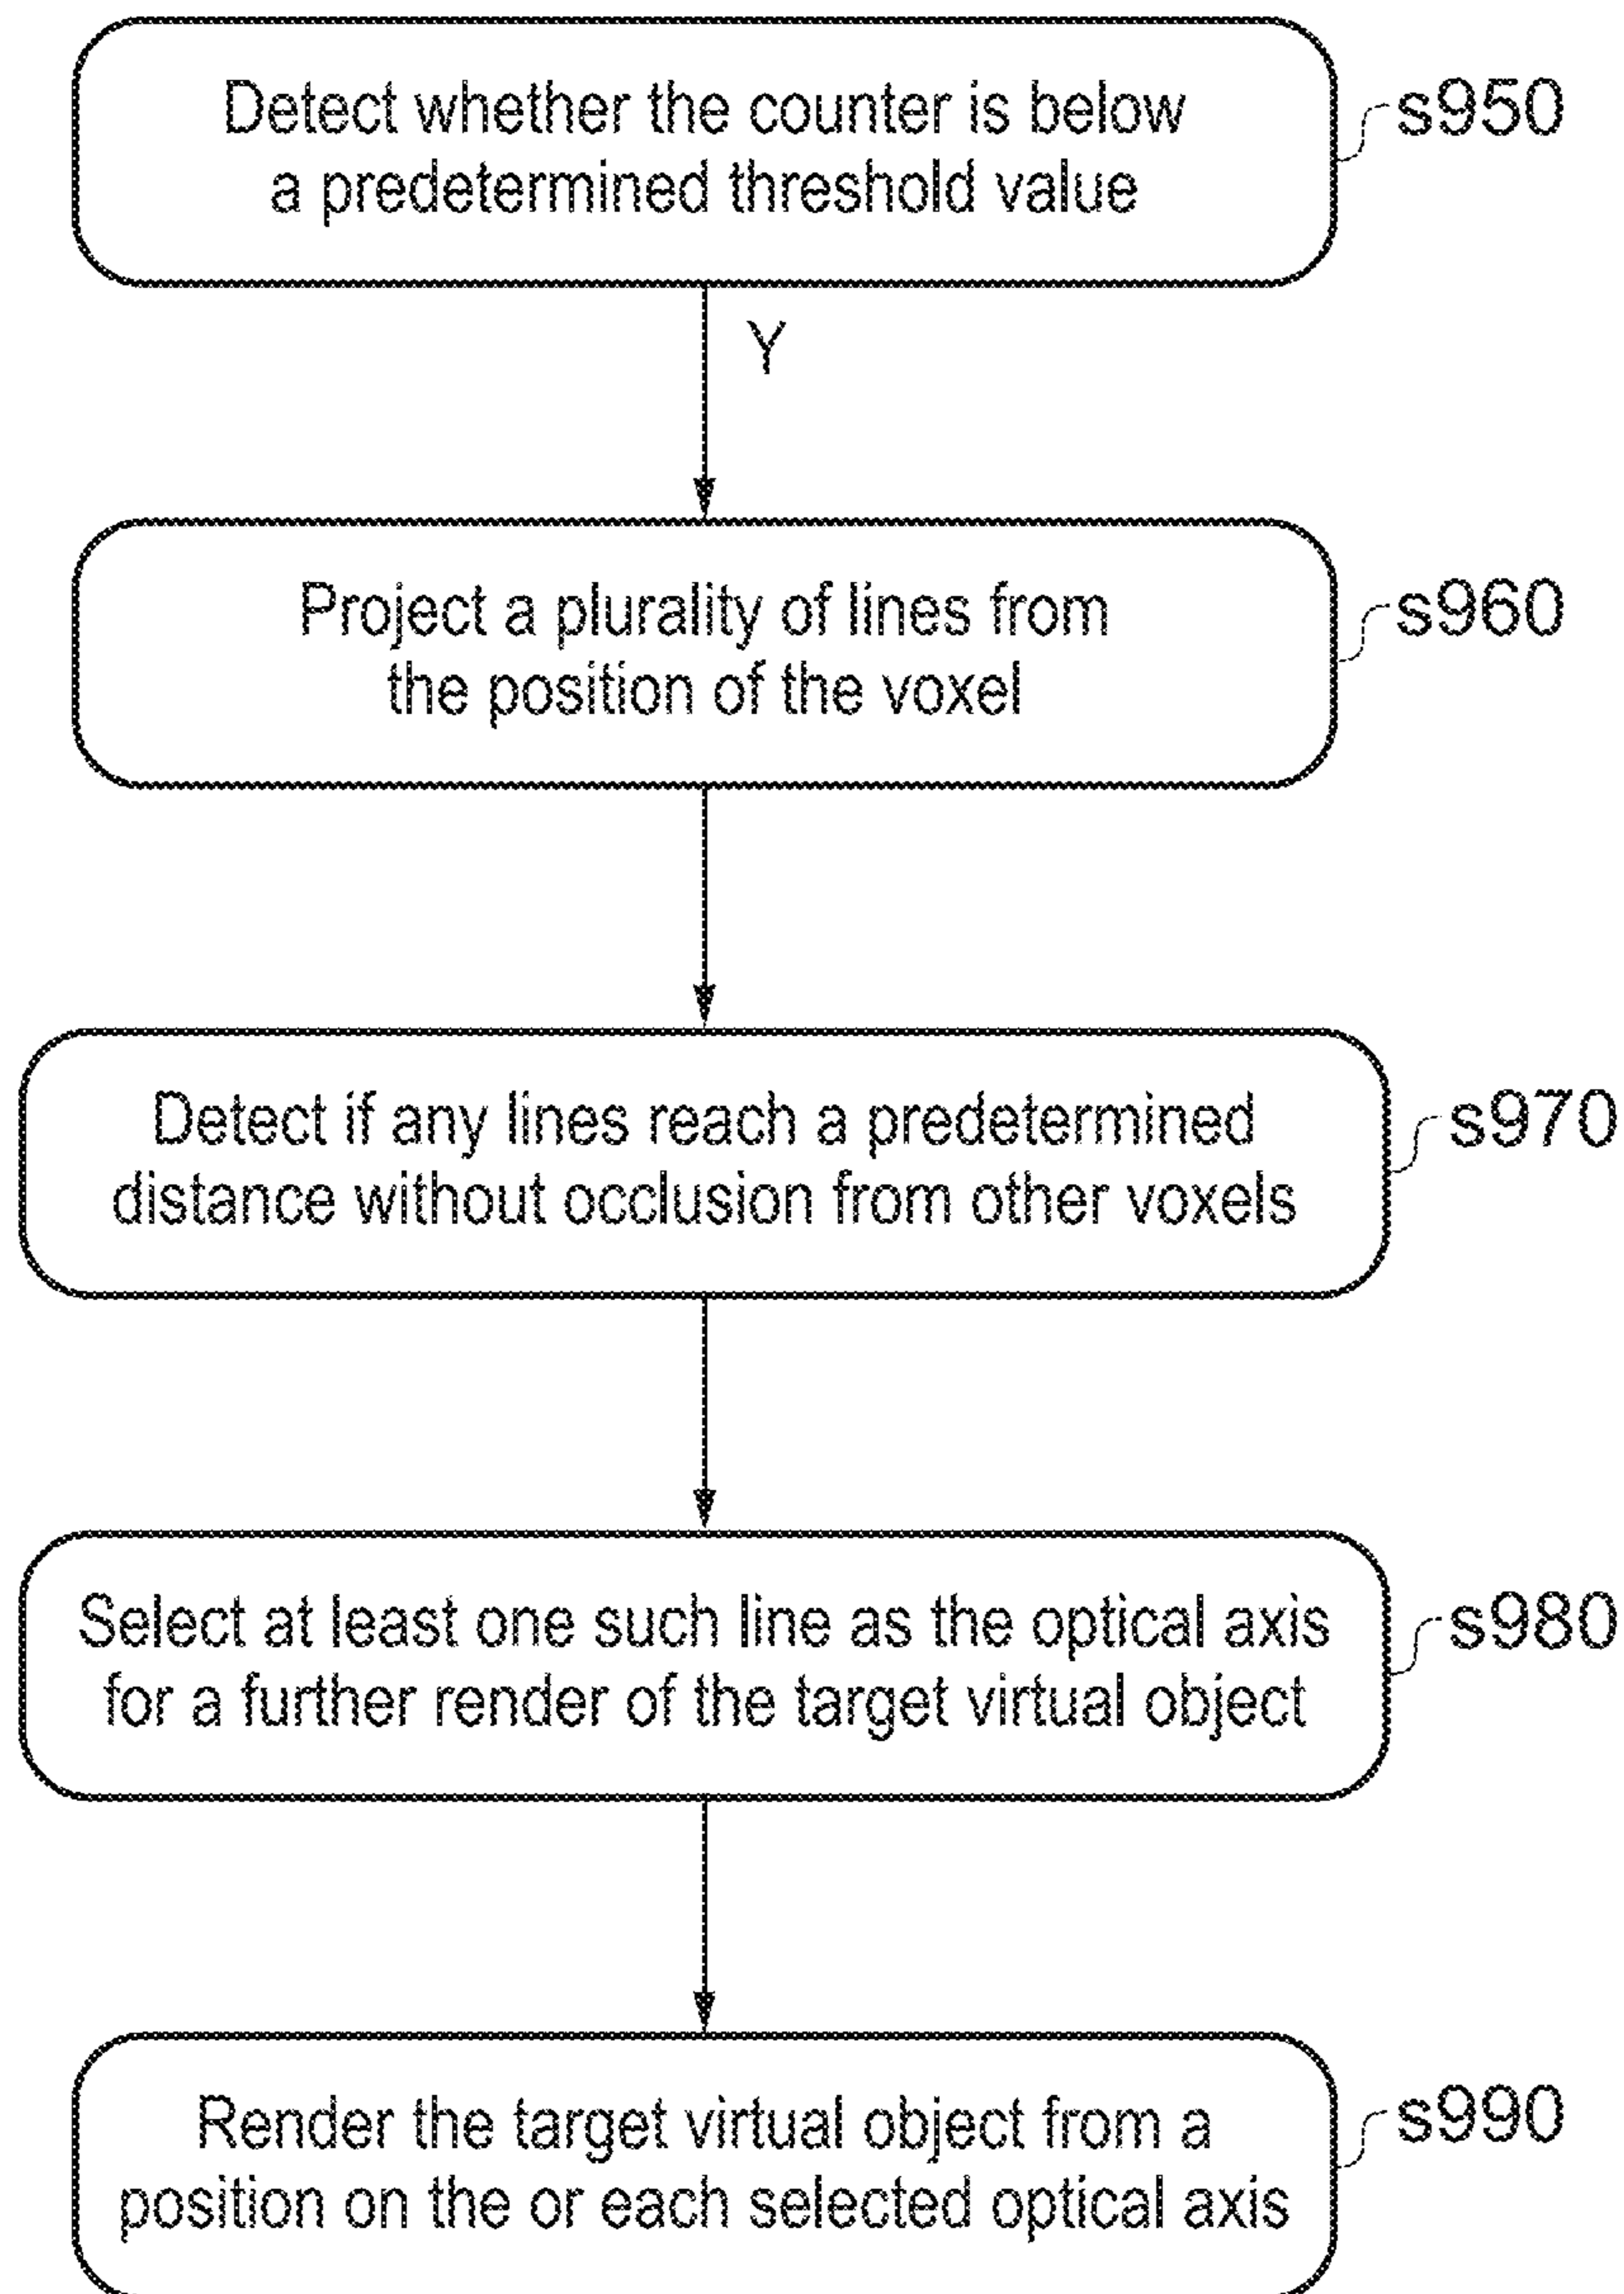 Detect whether the counter is below
a predetermined threshold value
s950
Y
Project a plurality of lines from
the position of the voxel
s960
Detect if any lines reach a predetermined
distance without occlusion from other voxels
s970
Select at least one such line as the optical axis
for a further render of the target virtual object
s980
Render the target virtual object from a
position on the or each selected optical axis
s990